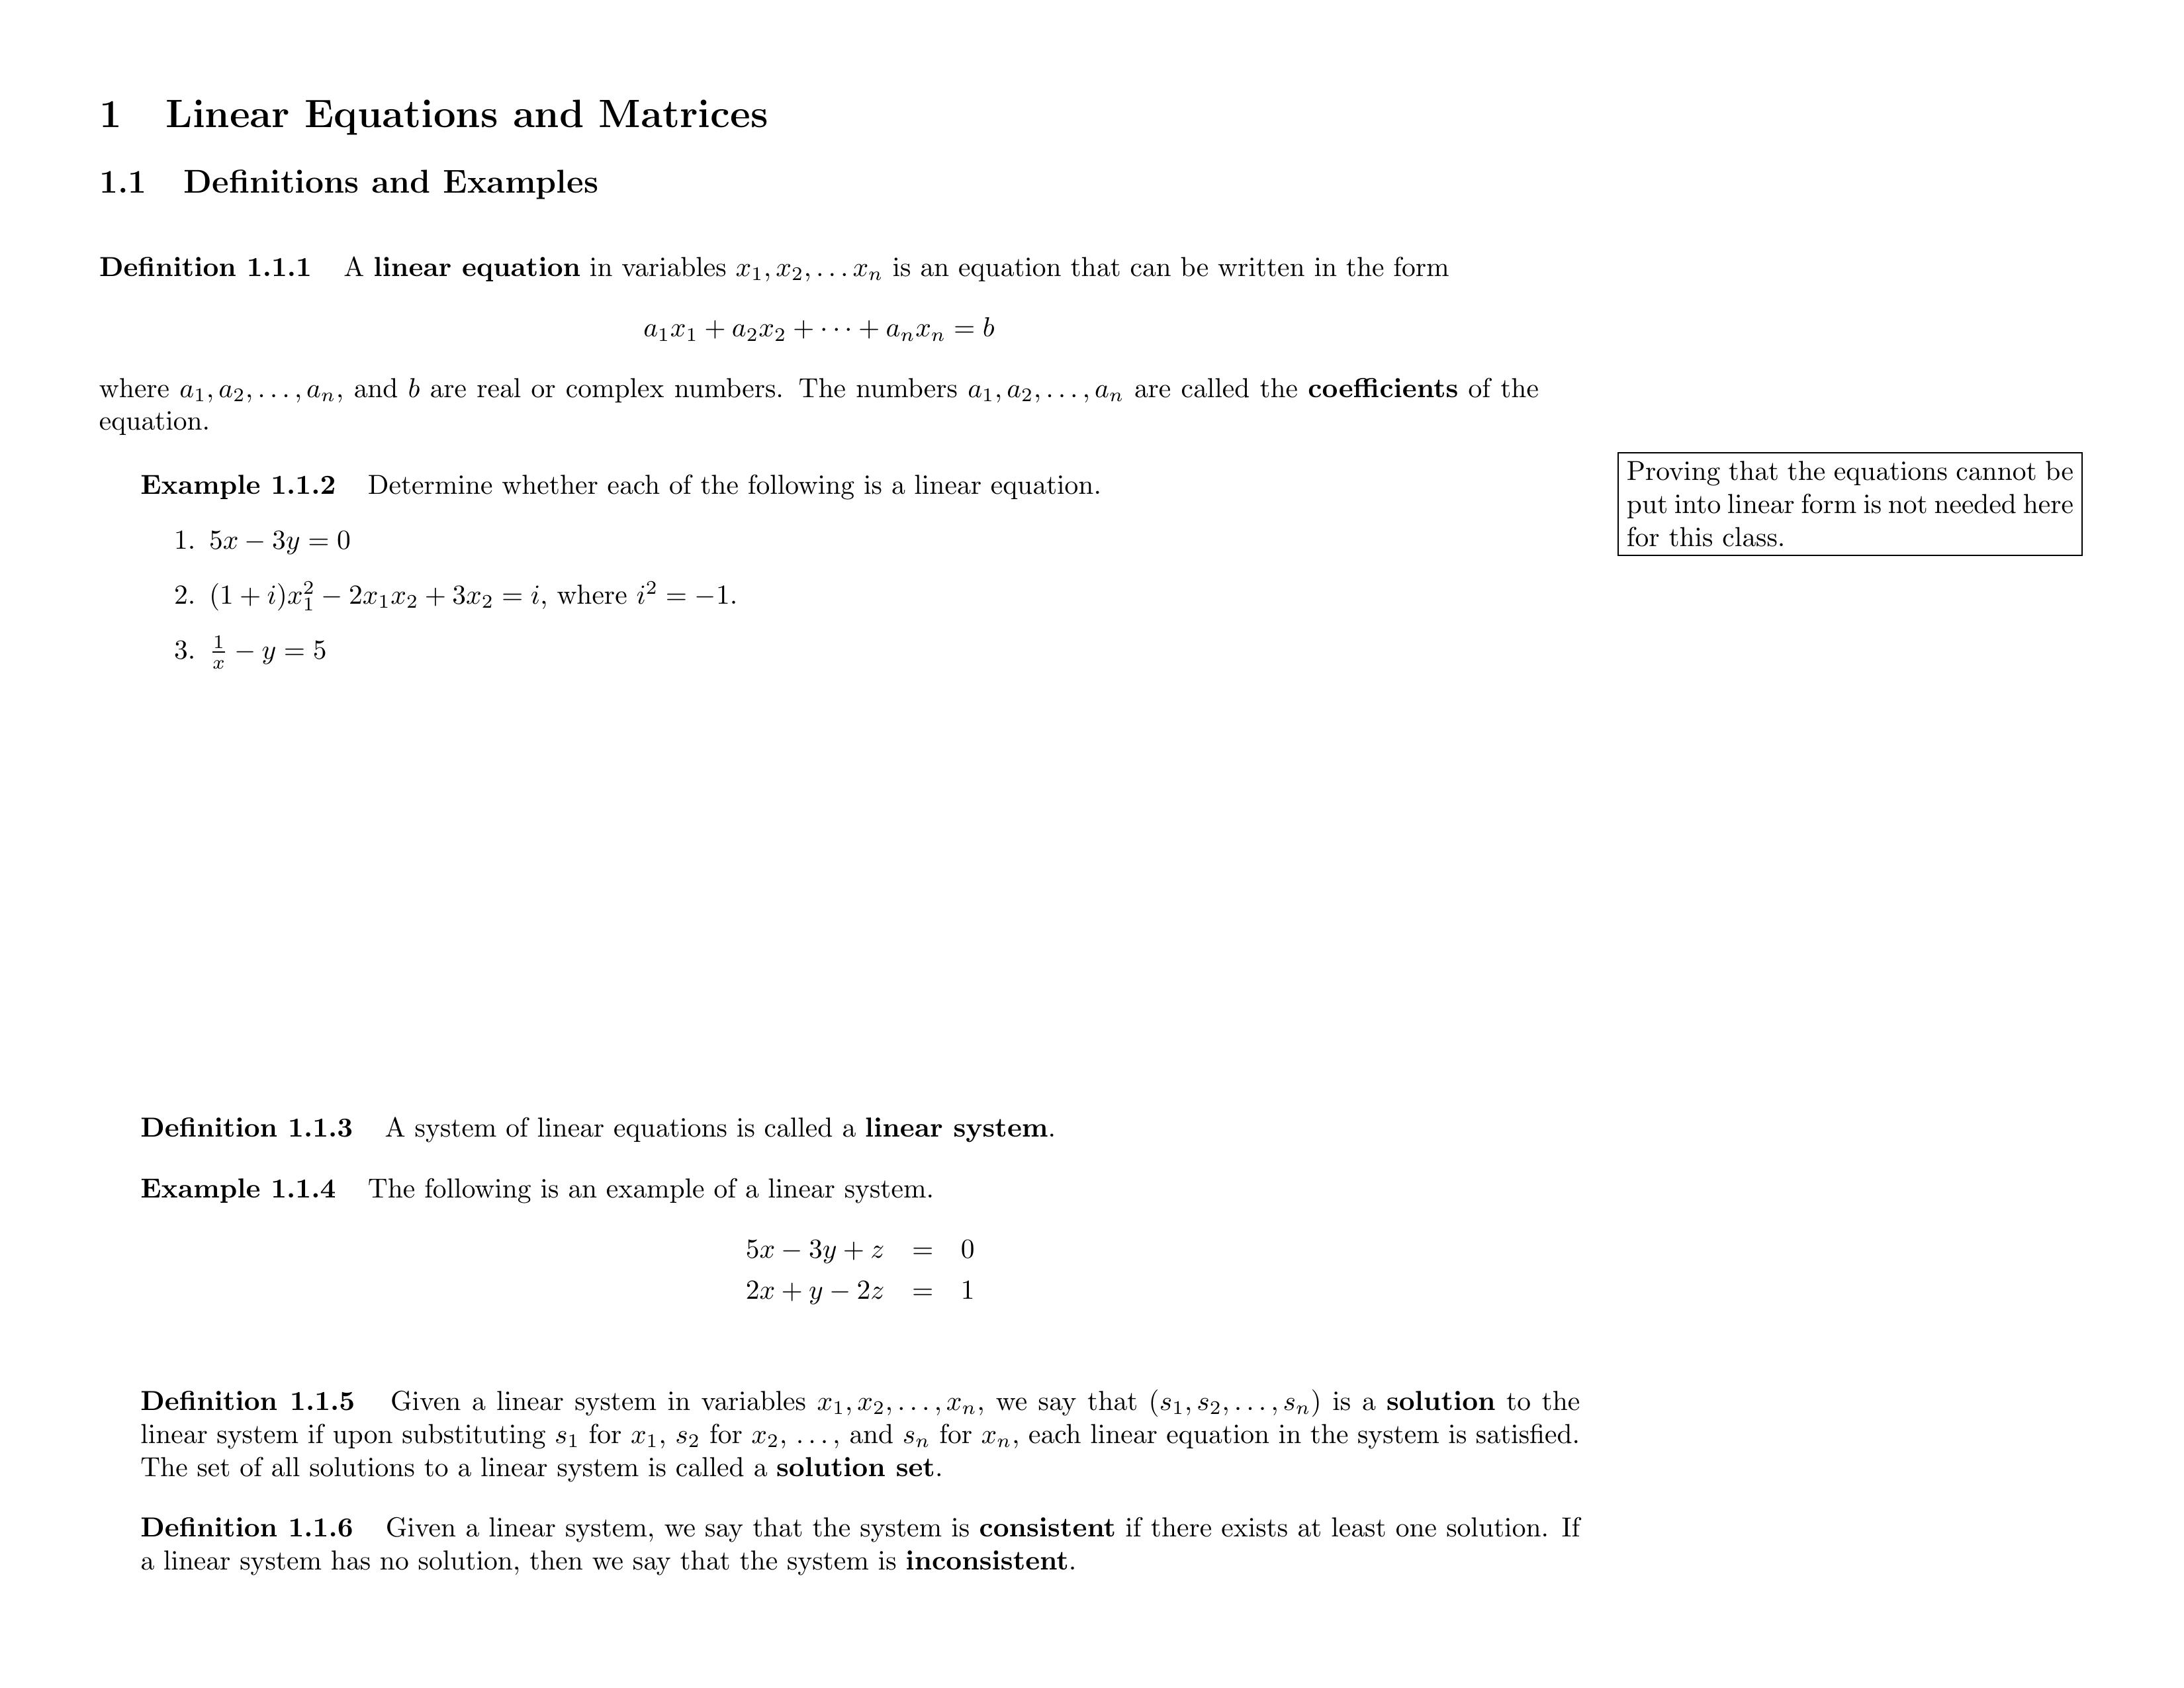 1 Linear Equations and Matrices
1.1 Definitions and Examples
Definition 1.1.1 A linear equation in variables $x_1, x_2, \ldots x_n$ is an equation that can be written in the form
$a_1x_1 + a_2x_2 + \cdots + a_nx_n = b$
where $a_1, a_2, \ldots, a_n$, and $b$ are real or complex numbers. The numbers $a_1, a_2, \ldots, a_n$ are called the coefficients of the
equation.
Example 1.1.2 Determine whether each of the following is a linear equation.
1. $5x - 3y = 0$
2. $(1 + i)x_1^2 - 2x_1x_2 + 3x_2 = i$, where $i^2 = -1$.
3. $\frac{1}{x} - y = 5$
Proving that the equations cannot be
put into linear form is not needed here
for this class.
Definition 1.1.3 A system of linear equations is called a linear system.
Example 1.1.4 The following is an example of a linear system.
$5x - 3y + z = 0$
$2x + y - 2z = 1$
Definition 1.1.5 Given a linear system in variables $x_1, x_2, \ldots, x_n$, we say that $(s_1, s_2, \ldots, s_n)$ is a solution to the
linear system if upon substituting $s_1$ for $x_1$, $s_2$ for $x_2$, $\ldots$, and $s_n$ for $x_n$, each linear equation in the system is satisfied.
The set of all solutions to a linear system is called a solution set.
Definition 1.1.6 Given a linear system, we say that the system is consistent if there exists at least one solution. If
a linear system has no solution, then we say that the system is inconsistent.